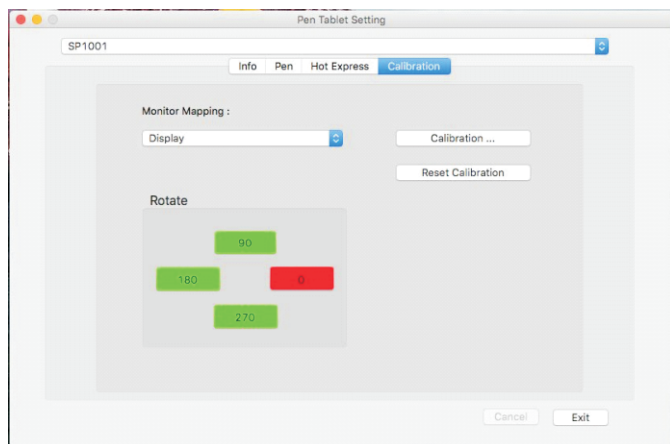 Pen Tablet Setting
SP1001
Info Pen Hot Express Calibration
Monitor Mapping :
Display Calibration ...
Reset Calibration
Rotate
90
180 0
270
Cancel Exit